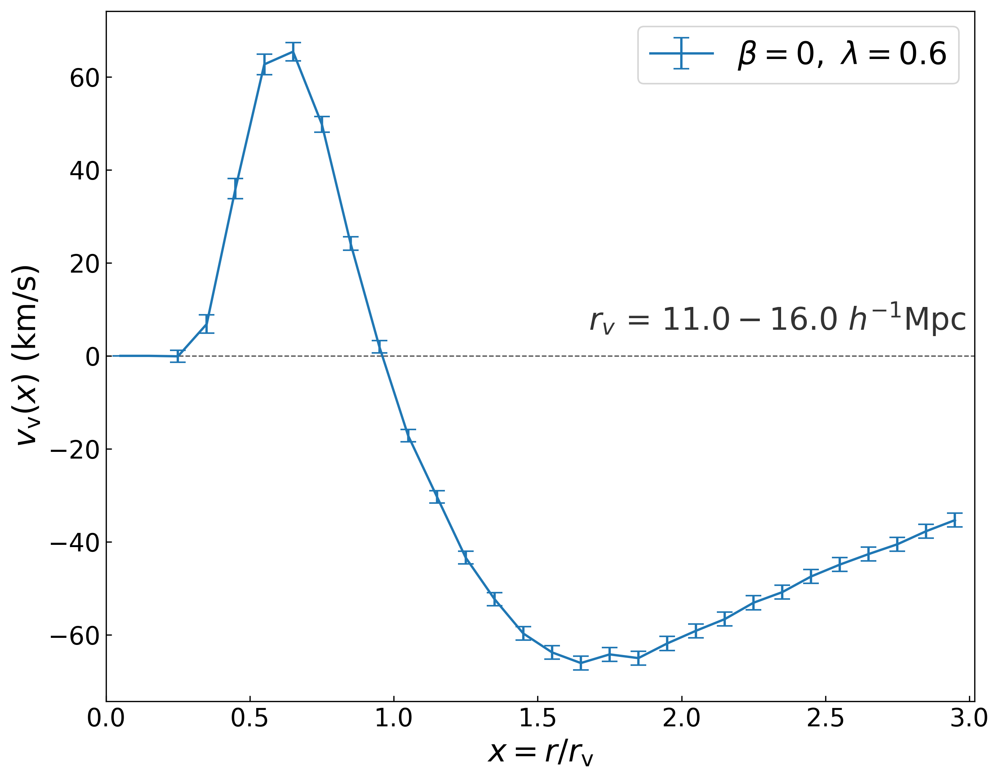 β = 0, λ = 0.6
60
40
20
0
−20
−40
−60
v_v(x) (km/s)
r_v = 11.0 − 16.0 h⁻¹Mpc
0.0 0.5 1.0 1.5 2.0 2.5 3.0
x = r/r_v